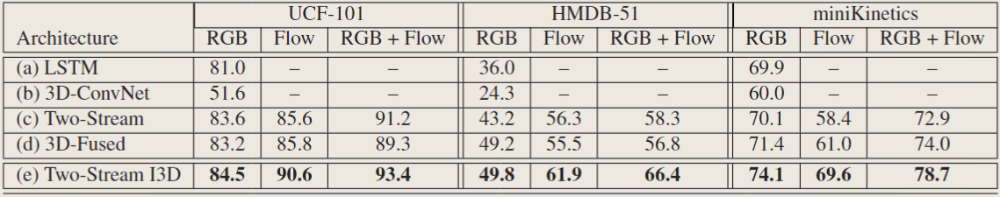 UCF-101 HMDB-51 miniKinetics
Architecture RGB Flow RGB + Flow RGB Flow RGB + Flow RGB Flow RGB + Flow
(a) LSTM 81.0 – – 36.0 – – 69.9 – –
(b) 3D-ConvNet 51.6 – – 24.3 – – 60.0 – –
(c) Two-Stream 83.6 85.6 91.2 43.2 56.3 58.3 70.1 58.4 72.9
(d) 3D-Fused 83.2 85.8 89.3 49.2 55.5 56.8 71.4 61.0 74.0
(e) Two-Stream I3D 84.5 90.6 93.4 49.8 61.9 66.4 74.1 69.6 78.7